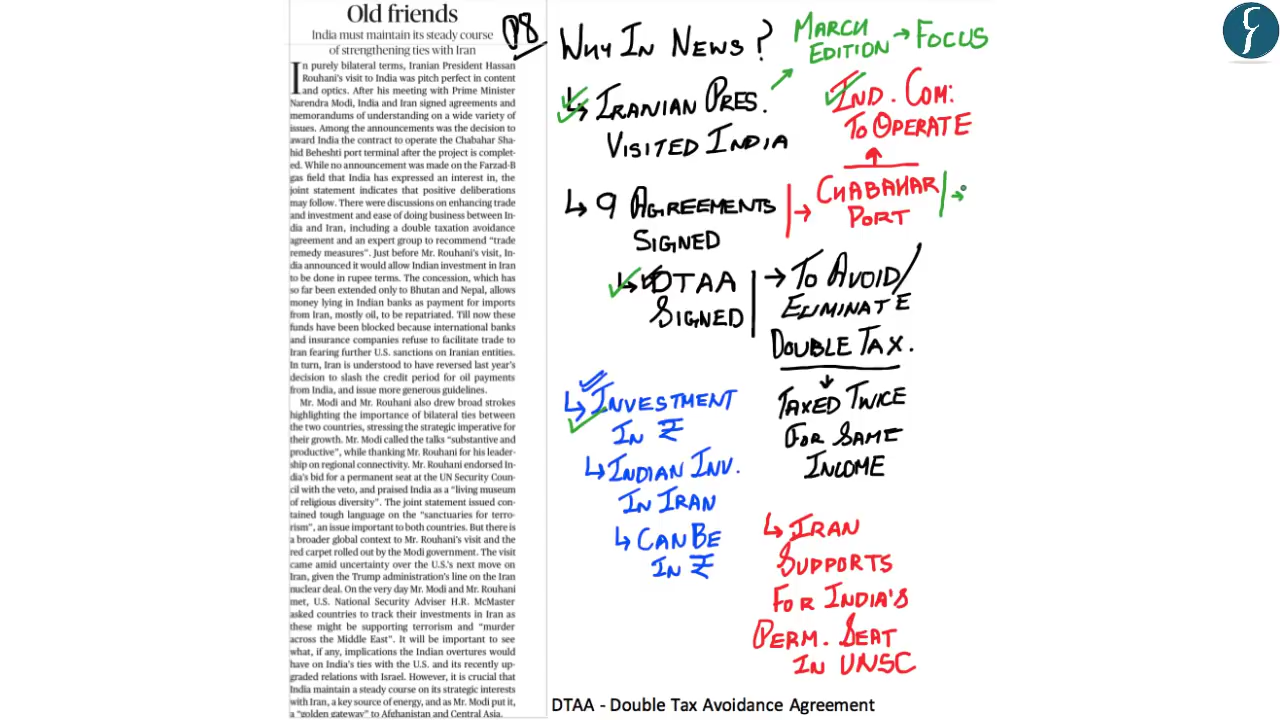 Old friends
India must maintain its steady course
of strengthening ties with Iran
In purely bilateral terms, Iranian President Hassan
Rouhani's visit to India was pitch perfect in content
and optics. After his meeting with Prime Minister
Narendra Modi, India and Iran signed agreements and
memorandums of understanding on a wide variety of
issues. Among the announcements was the decision to
award India the contract to operate the Chabahar Sha-
hid Beheshti port terminal after the project is complet-
ed. While no announcement was made on the Farzad-B
gas field that India has expressed an interest in, the
joint statement indicates that positive deliberations
may follow. There were discussions on enhancing trade
and investment and ease of doing business between In-
dia and Iran, including a double taxation avoidance
agreement and an expert group to recommend "trade
remedy measures". Just before Mr. Rouhani's visit, In-
dia announced it would allow Indian investment in Iran
to be done in rupee terms. The concession, which has
so far been extended only to Bhutan and Nepal, allows
money lying in Indian banks as payment for imports
from Iran, mostly oil, to be repatriated. Till now these
funds have been blocked because international banks
and insurance companies refuse to facilitate trade to
Iran fearing further U.S. sanctions on Iranian entities.
In turn, Iran is understood to have reversed last year's
decision to slash the credit period for oil payments
from India, and issue more generous guidelines.
Mr. Modi and Mr. Rouhani also drew broad strokes
highlighting the importance of bilateral ties between
the two countries, stressing the strategic imperative for
their growth. Mr. Modi called the talks "substantive and
productive", while thanking Mr. Rouhani for his leader-
ship on regional connectivity. Mr. Rouhani endorsed In-
dia's bid for a permanent seat at the UN Security Coun-
cil with the veto, and praised India as a "living museum
of religious diversity". The joint statement issued con-
tained tough language on the "sanctuaries for terro-
rism", an issue important to both countries. But there is
a broader global context to Mr. Rouhani's visit and the
red carpet rolled out by the Modi government. The visit
came amid uncertainty over the U.S.'s next move on
Iran, given the Trump administration's line on the Iran
nuclear deal. On the very day Mr. Modi and Mr. Rouhani
met, U.S. National Security Adviser H.R. McMaster
asked countries to track their investments in Iran as
these might be supporting terrorism and "murder
across the Middle East". It will be important to see
what, if any, implications the Indian overtures would
have on India's ties with the U.S. and its recently up-
graded relations with Israel. However, it is crucial that
India maintain a steady course on its strategic interests
with Iran, a key source of energy, and as Mr. Modi put it,
a "golden gateway" to Afghanistan and Central Asia.
08
WHY IN NEWS?
MARCH
EDITION → FOCUS
↳ IRANIAN PRES.
VISITED INDIA
IND. COM:
TO OPERATE
↳ 9 AGREEMENTS
SIGNED
→ CHABAHAR
PORT
↳ DTAA
SIGNED
→ TO AVOID/
ELIMINATE
DOUBLE TAX.
TAXED TWICE
FOR SAME
INCOME
↳ INVESTMENT
IN ₹
↳ INDIAN INV.
IN IRAN
↳ CAN BE
IN ₹
↳ IRAN
SUPPORTS
FOR INDIA'S
PERM. SEAT
IN UNSC
DTAA - Double Tax Avoidance Agreement